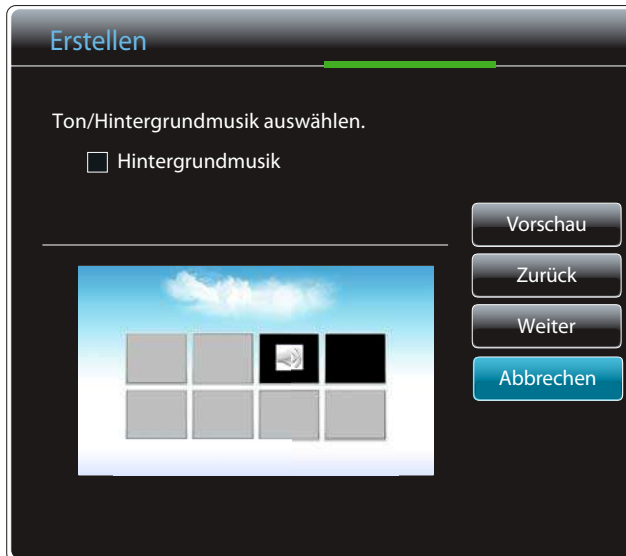 Erstellen
Ton/Hintergrundmusik auswählen.
Hintergrundmusik
Vorschau
Zurück
Weiter
Abbrechen